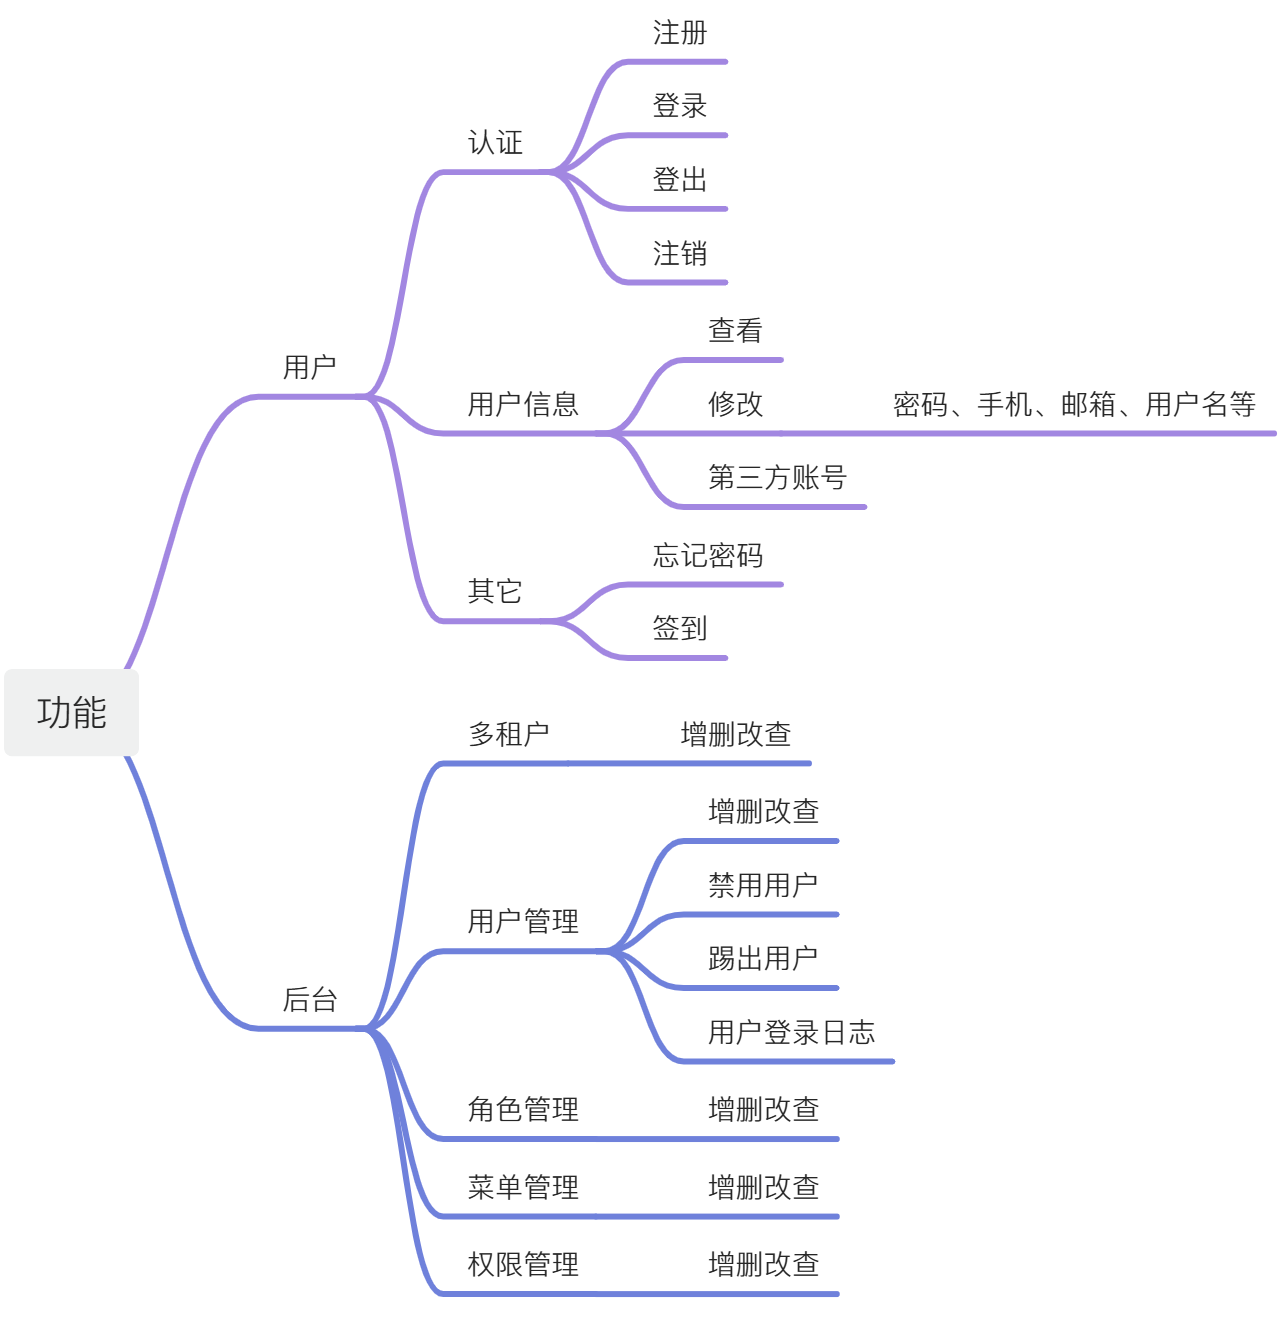 功能
用户
认证
注册
登录
登出
注销
用户信息
查看
修改
密码、手机、邮箱、用户名等
第三方账号
其它
忘记密码
签到
后台
多租户
增删改查
用户管理
增删改查
禁用用户
踢出用户
用户登录日志
角色管理
增删改查
菜单管理
增删改查
权限管理
增删改查